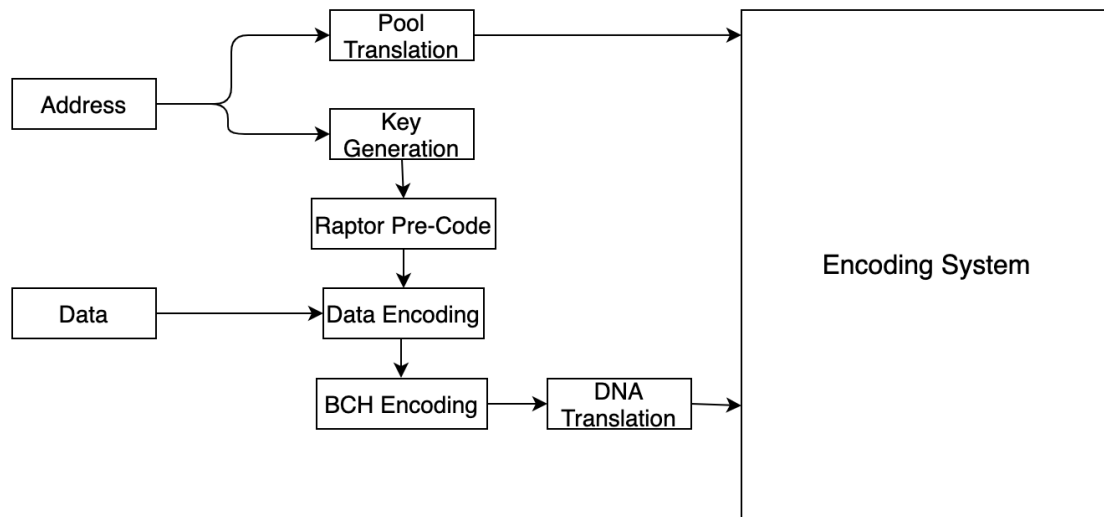 Pool
Translation
Address
Key
Generation
Raptor Pre-Code
Encoding System
Data
Data Encoding
BCH Encoding
DNA
Translation